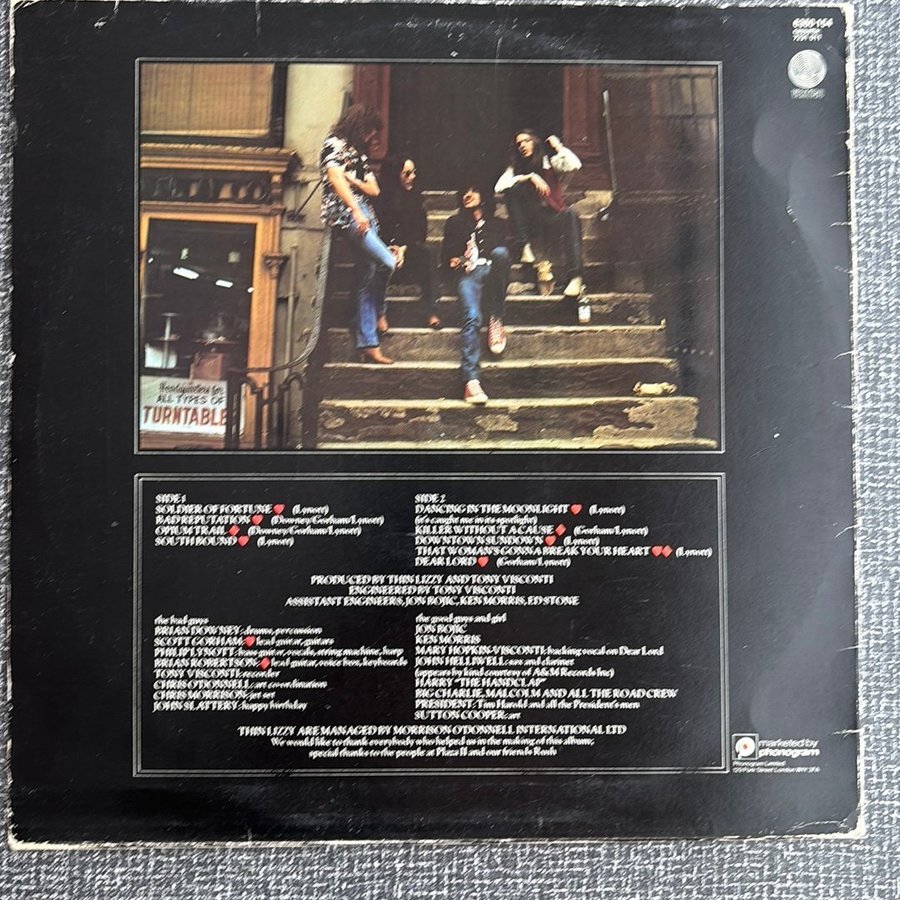 VERTIGO
Headquarters for
ALL TYPES OF
TURNTABLE
SIDE 1
SOLDIER OF FORTUNE ♥ (Lynott)
BAD REPUTATION ♥ (Downey/Gorham/Lynott)
OPIUM TRAIL ♦ (Downey/Gorham/Lynott)
SOUTHBOUND ♥ (Lynott)
SIDE 2
DANCING IN THE MOONLIGHT ♥ (Lynott)
(it's caught me in its spotlight)
KILLER WITHOUT A CAUSE ♦ (Gorham/Lynott)
DOWNTOWN SUNDOWN ♥ (Lynott)
THAT WOMAN'S GONNA BREAK YOUR HEART ♥♦ (Lynott)
DEAR LORD ♥ (Gorham/Lynott)
PRODUCED BY THIN LIZZY AND TONY VISCONTI
ENGINEERED BY TONY VISCONTI
ASSISTANT ENGINEERS, JON BOJIC, KEN MORRIS, ED STONE
the bad guys
BRIAN DOWNEY: drums, percussion
SCOTT GORHAM: ♥ lead guitar, guitars
PHILIP LYNOTT: bass guitar, vocals, string machine, harp
BRIAN ROBERTSON: ♦ lead guitar, voice box, keyboards
TONY VISCONTI: recorder
CHRIS O'DONNELL: art co-ordination
CHRIS MORRISON: jet set
JOHN SLATTERY: happy birthday
the good guys and girl
JON BOJIC
KEN MORRIS
MARY HOPKIN-VISCONTI: backing vocal on Dear Lord
JOHN HELLIWELL: sax and clarinet
(appears by kind courtesy of A&M Records Inc)
HARRY "THE HANDCLAP"
BIG CHARLIE, MALCOLM AND ALL THE ROAD CREW
PRESIDENT: Tim Harold and all the President's men
SUTTON COOPER: art
THIN LIZZY ARE MANAGED BY MORRISON O'DONNELL INTERNATIONAL LTD
We would like to thank everybody who helped us in the making of this album;
special thanks to the people at Plaza II and our friends Rush
marketed by
phonogram
Phonogram Limited